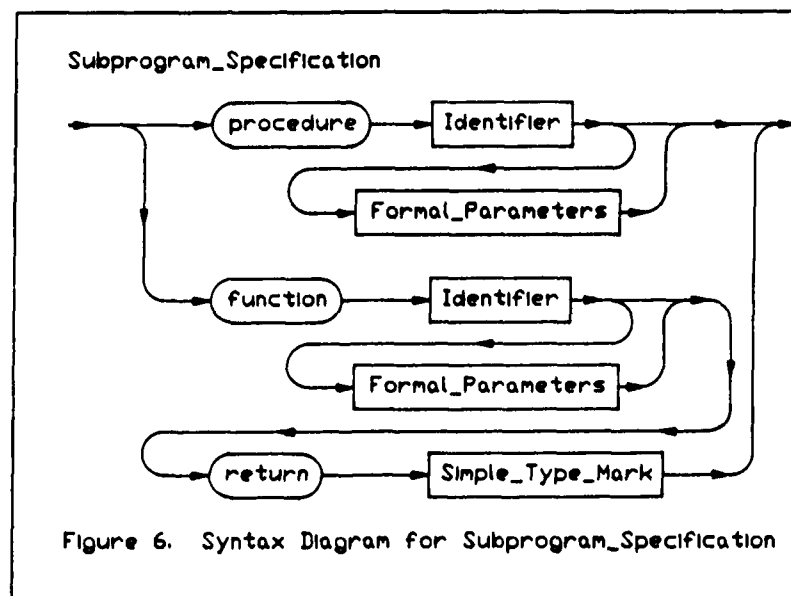 Subprogram_Specification
procedure
Identifier
Formal_Parameters
function
Identifier
Formal_Parameters
return
Simple_Type_Mark
Figure 6. Syntax Diagram for Subprogram_Specification